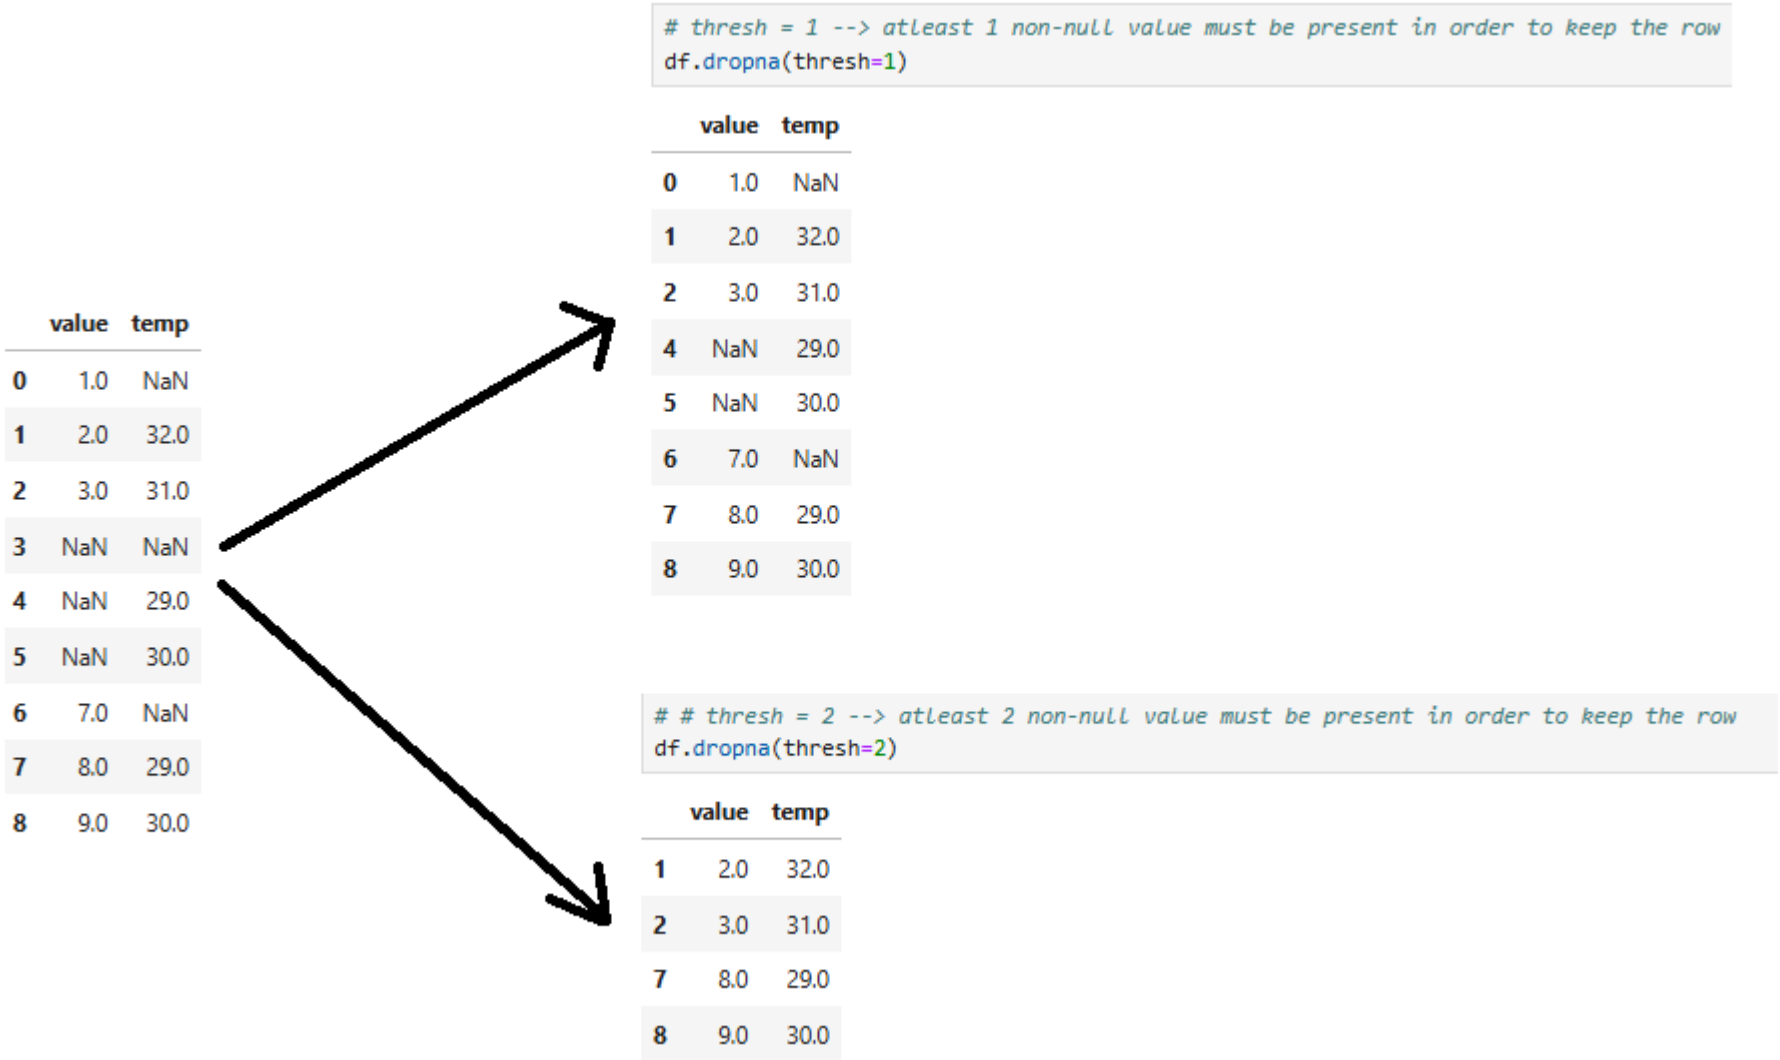 # thresh = 1 --> atleast 1 non-null value must be present in order to keep the row
df.dropna(thresh=1)
value temp
0 1.0 NaN
1 2.0 32.0
2 3.0 31.0
4 NaN 29.0
5 NaN 30.0
6 7.0 NaN
7 8.0 29.0
8 9.0 30.0
value temp
0 1.0 NaN
1 2.0 32.0
2 3.0 31.0
3 NaN NaN
4 NaN 29.0
5 NaN 30.0
6 7.0 NaN
7 8.0 29.0
8 9.0 30.0
# # thresh = 2 --> atleast 2 non-null value must be present in order to keep the row
df.dropna(thresh=2)
value temp
1 2.0 32.0
2 3.0 31.0
7 8.0 29.0
8 9.0 30.0